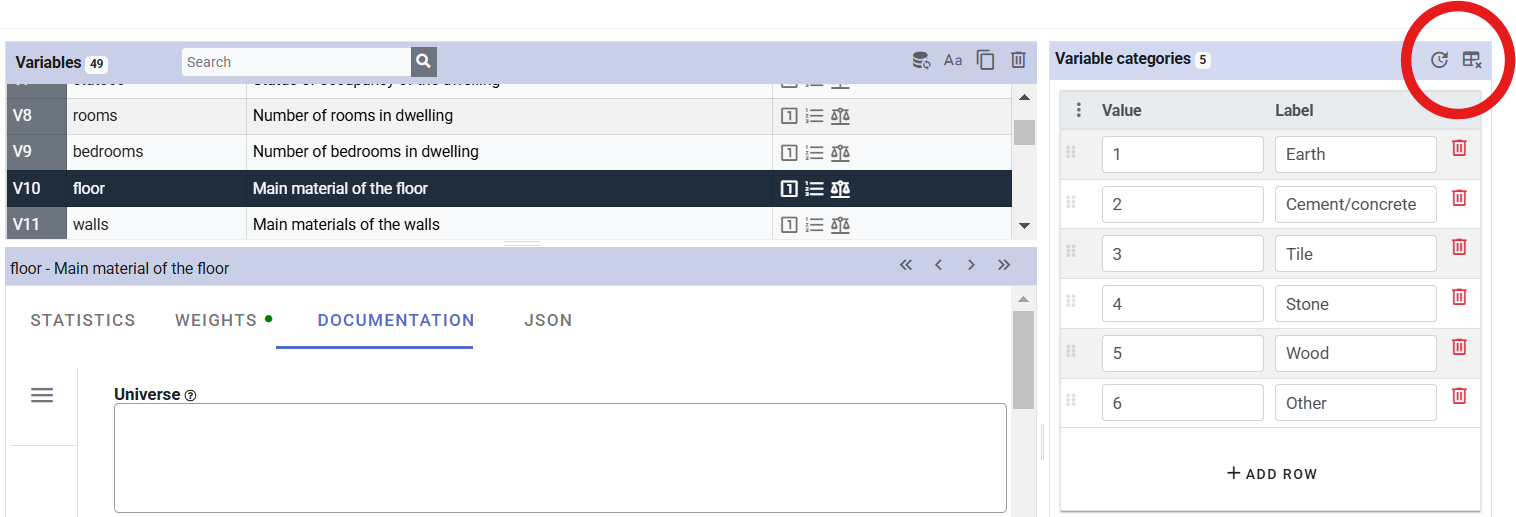 Variables 49
Search
Aa
V8 rooms Number of rooms in dwelling
V9 bedrooms Number of bedrooms in dwelling
V10 floor Main material of the floor
V11 walls Main materials of the walls
floor - Main material of the floor
STATISTICS WEIGHTS DOCUMENTATION JSON
Universe
Variable categories 5
Value Label
1 Earth
2 Cement/concrete
3 Tile
4 Stone
5 Wood
6 Other
ADD ROW